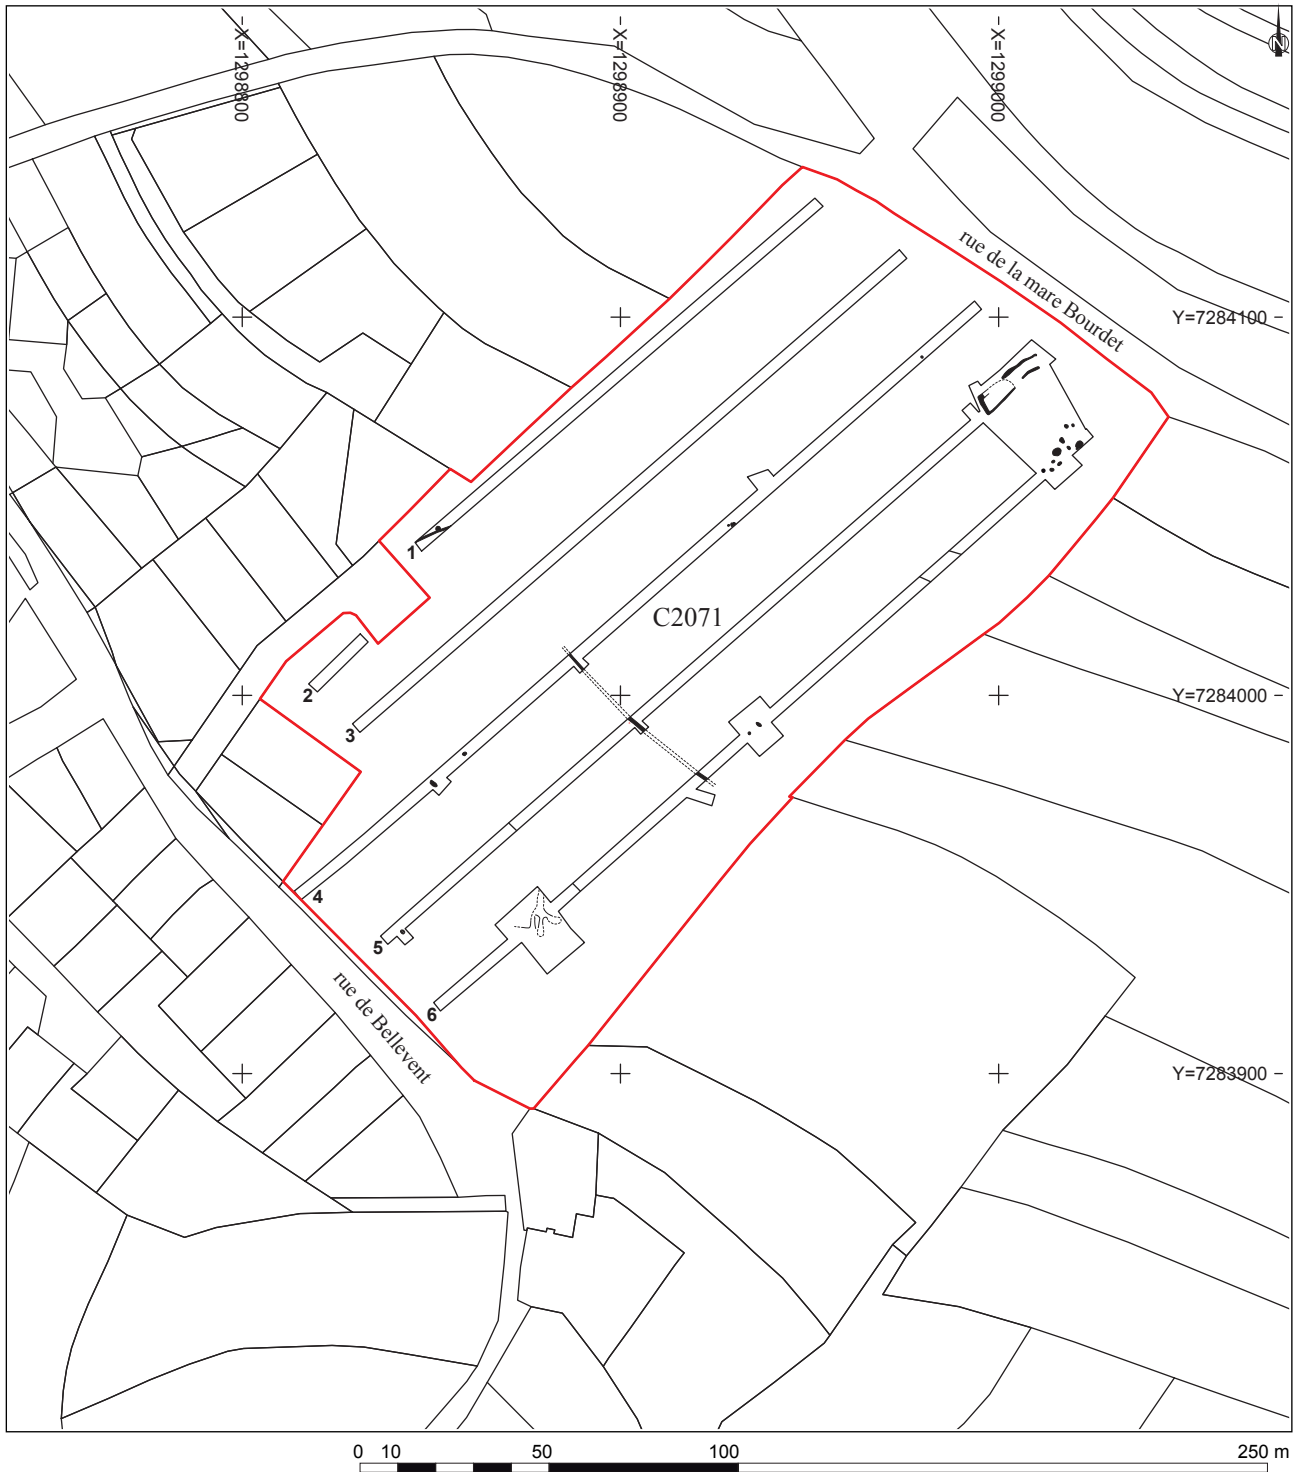 X=1298800
X=1298900
X=1299000
N
rue de la mare Bourdet
Y=7284100
1
C2071
2
3
Y=7284000
4
5
6
rue de Bellevent
Y=7283900
0 10 50 100 250 m